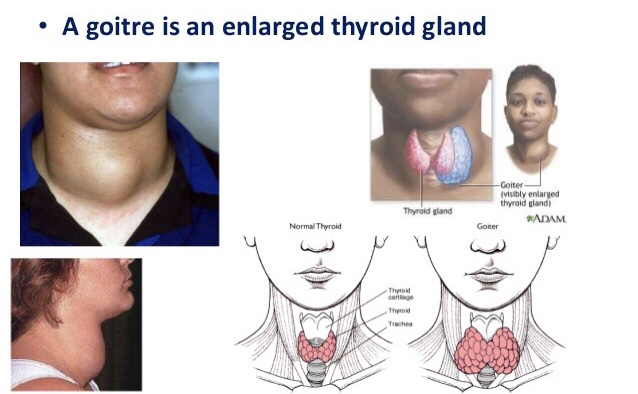 • A goitre is an enlarged thyroid gland
Thyroid gland
Goiter
(visibly enlarged
thyroid gland)
ADAM.
Normal Thyroid
Goiter
Thyroid
cartilage
Thyroid
Trachea